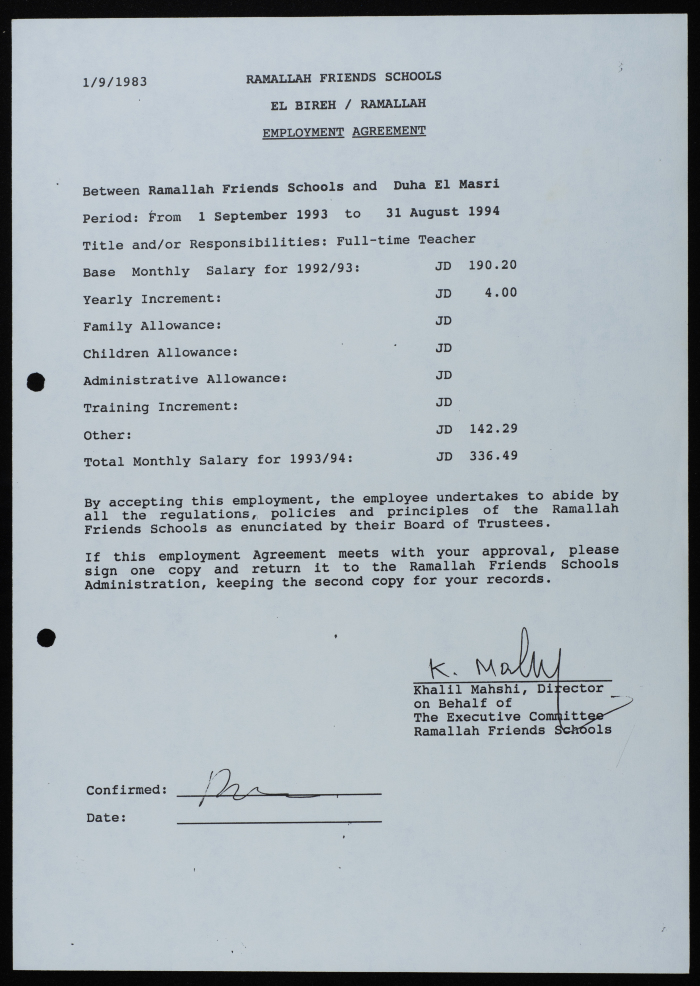 1/9/1983
RAMALLAH FRIENDS SCHOOLS
EL BIREH / RAMALLAH
EMPLOYMENT AGREEMENT
Between Ramallah Friends Schools and Duha El Masri
Period: From 1 September 1993 to 31 August 1994
Title and/or Responsibilities: Full-time Teacher
Base Monthly Salary for 1992/93: JD 190.20
Yearly Increment: JD 4.00
Family Allowance: JD
Children Allowance: JD
Administrative Allowance: JD
Training Increment: JD
Other: JD 142.29
Total Monthly Salary for 1993/94: JD 336.49
By accepting this employment, the employee undertakes to abide by
all the regulations, policies and principles of the Ramallah
Friends Schools as enunciated by their Board of Trustees.
If this employment Agreement meets with your approval, please
sign one copy and return it to the Ramallah Friends Schools
Administration, keeping the second copy for your records.
K.
Khalil Mahshi, Director
on Behalf of
The Executive Committee
Ramallah Friends Schools
Confirmed:
Date: